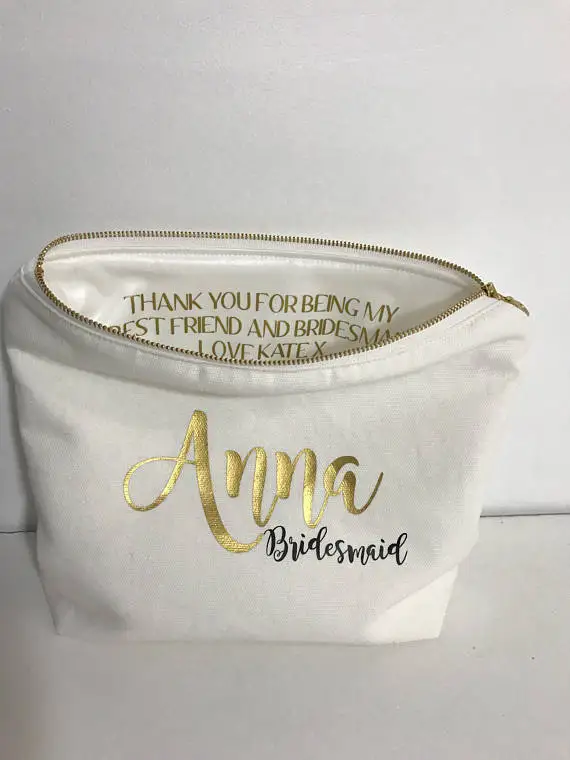 THANK YOU FOR BEING MY
BEST FRIEND AND BRIDESMAID
LOVE KATE X
Anna
Bridesmaid